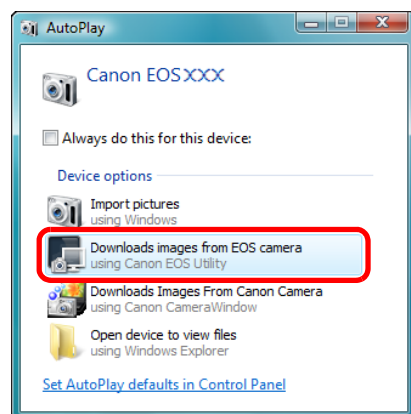 AutoPlay
Canon EOS XXX
Always do this for this device:
Device options
Import pictures
using Windows
Downloads images from EOS camera
using Canon EOS Utility
Downloads Images From Canon Camera
using Canon CameraWindow
Open device to view files
using Windows Explorer
Set AutoPlay defaults in Control Panel